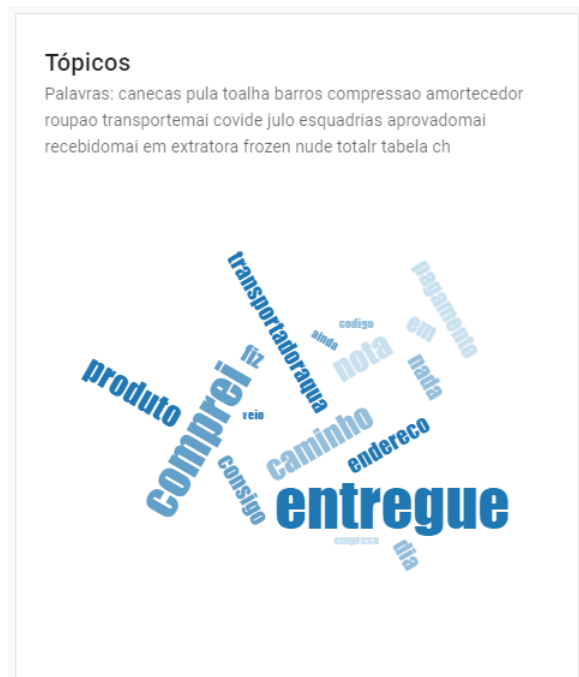 Tópicos
Palavras: canecas pula toalha barros compressao amortecedor
roupao transportemai covide julo esquadrias aprovadomai
recebidomai em extratora frozen nude totalr tabela ch
transportadoraqua
pagamento
codigo
em
ainda
nota
fiz
nada
produto
comprei
veio
caminho
endereco
consigo
entregue
empresa
dia